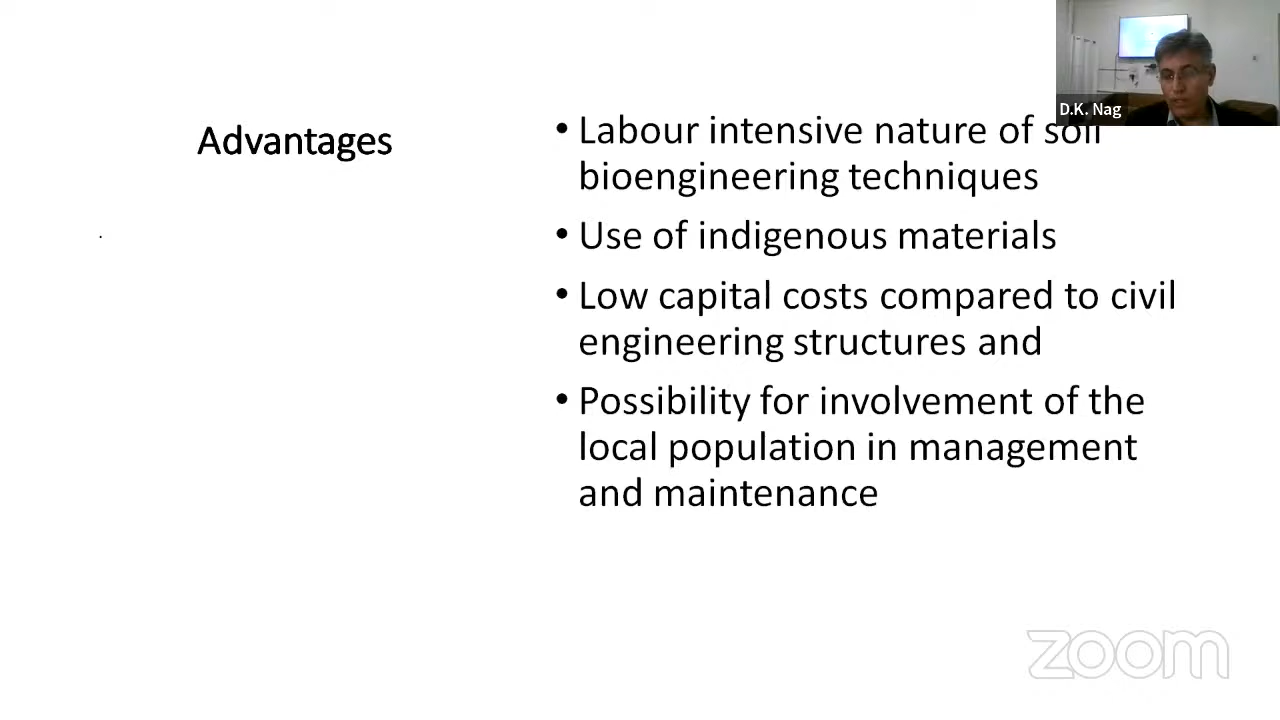 D.K. Nag
Advantages
• Labour intensive nature of soil
bioengineering techniques
• Use of indigenous materials
• Low capital costs compared to civil
engineering structures and
• Possibility for involvement of the
local population in management
and maintenance
zoom